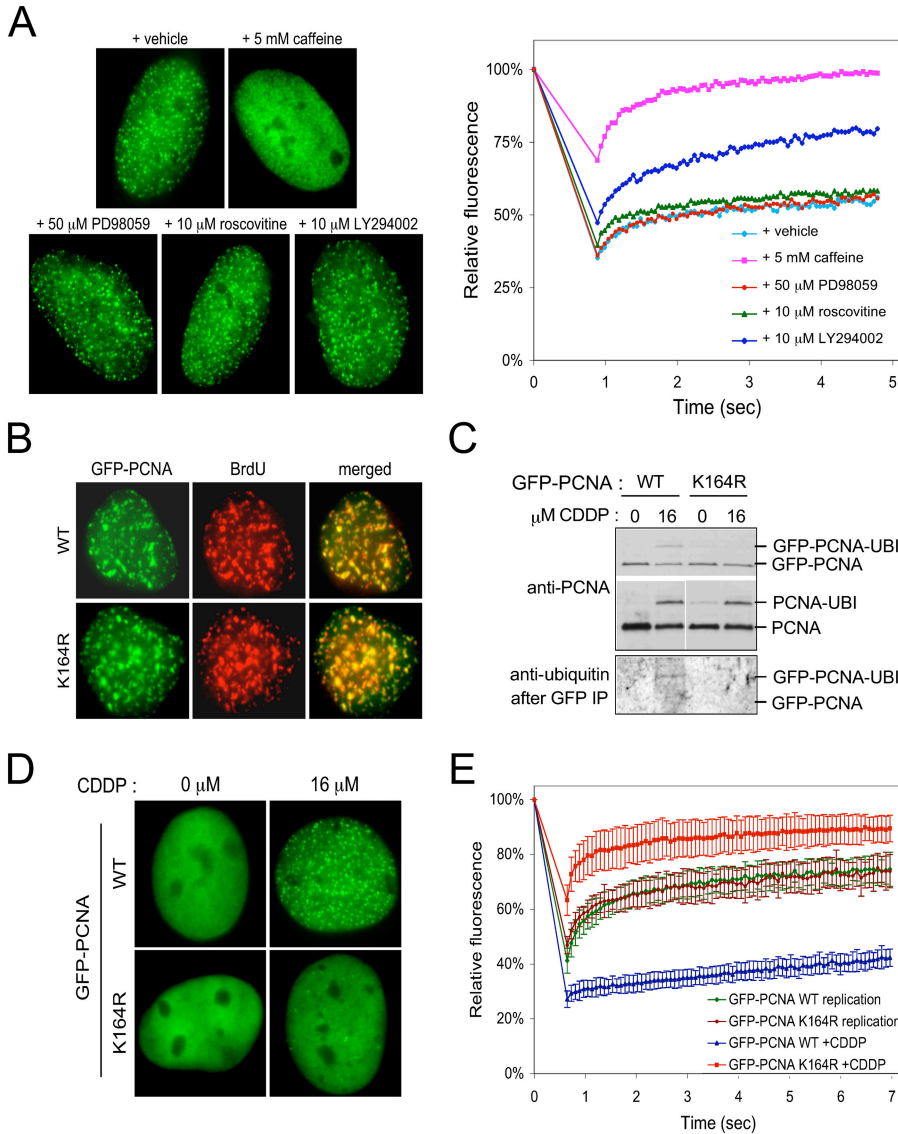 A
+ vehicle
+ 5 mM caffeine
+ 50 μM PD98059
+ 10 μM roscovitine
+ 10 μM LY294002
Relative fluorescence
100%
75%
50%
25%
0%
0 1 2 3 4 5
Time (sec)
+ vehicle
+ 5 mM caffeine
+ 50 μM PD98059
+ 10 μM roscovitine
+ 10 μM LY294002
B
GFP-PCNA BrdU merged
WT
K164R
C
GFP-PCNA : WT K164R
μM CDDP : 0 16 0 16
anti-PCNA
GFP-PCNA-UBI
GFP-PCNA
PCNA-UBI
PCNA
anti-ubiquitin
after GFP IP
GFP-PCNA-UBI
GFP-PCNA
D
CDDP : 0 μM 16 μM
GFP-PCNA
WT
K164R
E
Relative fluorescence
100%
80%
60%
40%
20%
0%
0 1 2 3 4 5 6 7
Time (sec)
GFP-PCNA WT replication
GFP-PCNA K164R replication
GFP-PCNA WT +CDDP
GFP-PCNA K164R +CDDP